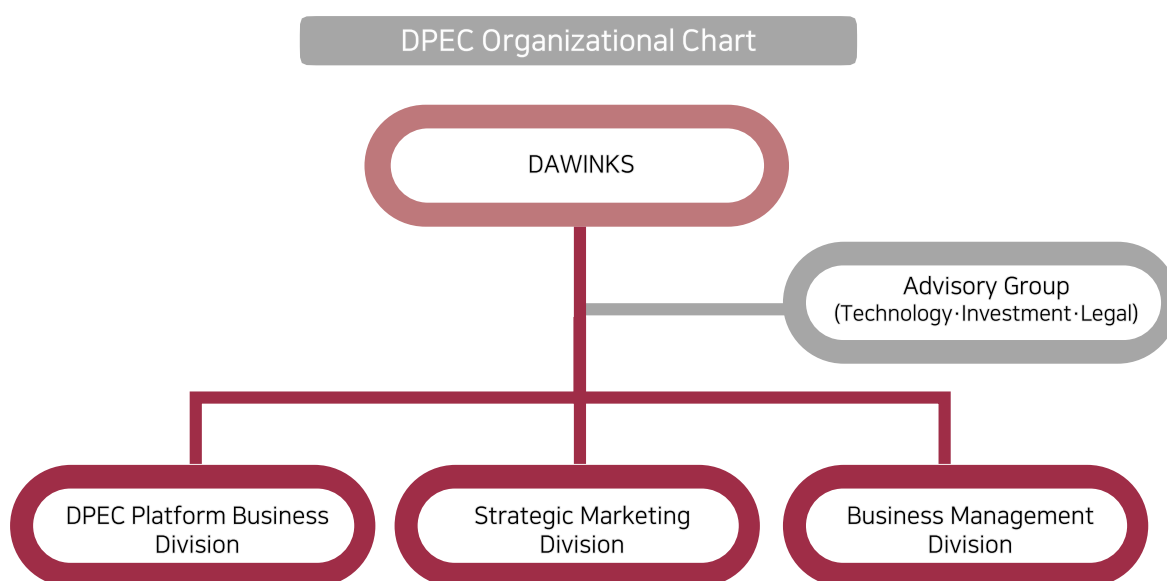 DPEC Organizational Chart
DAWINKS
Advisory Group
(Technology·Investment·Legal)
DPEC Platform Business
Division
Strategic Marketing
Division
Business Management
Division